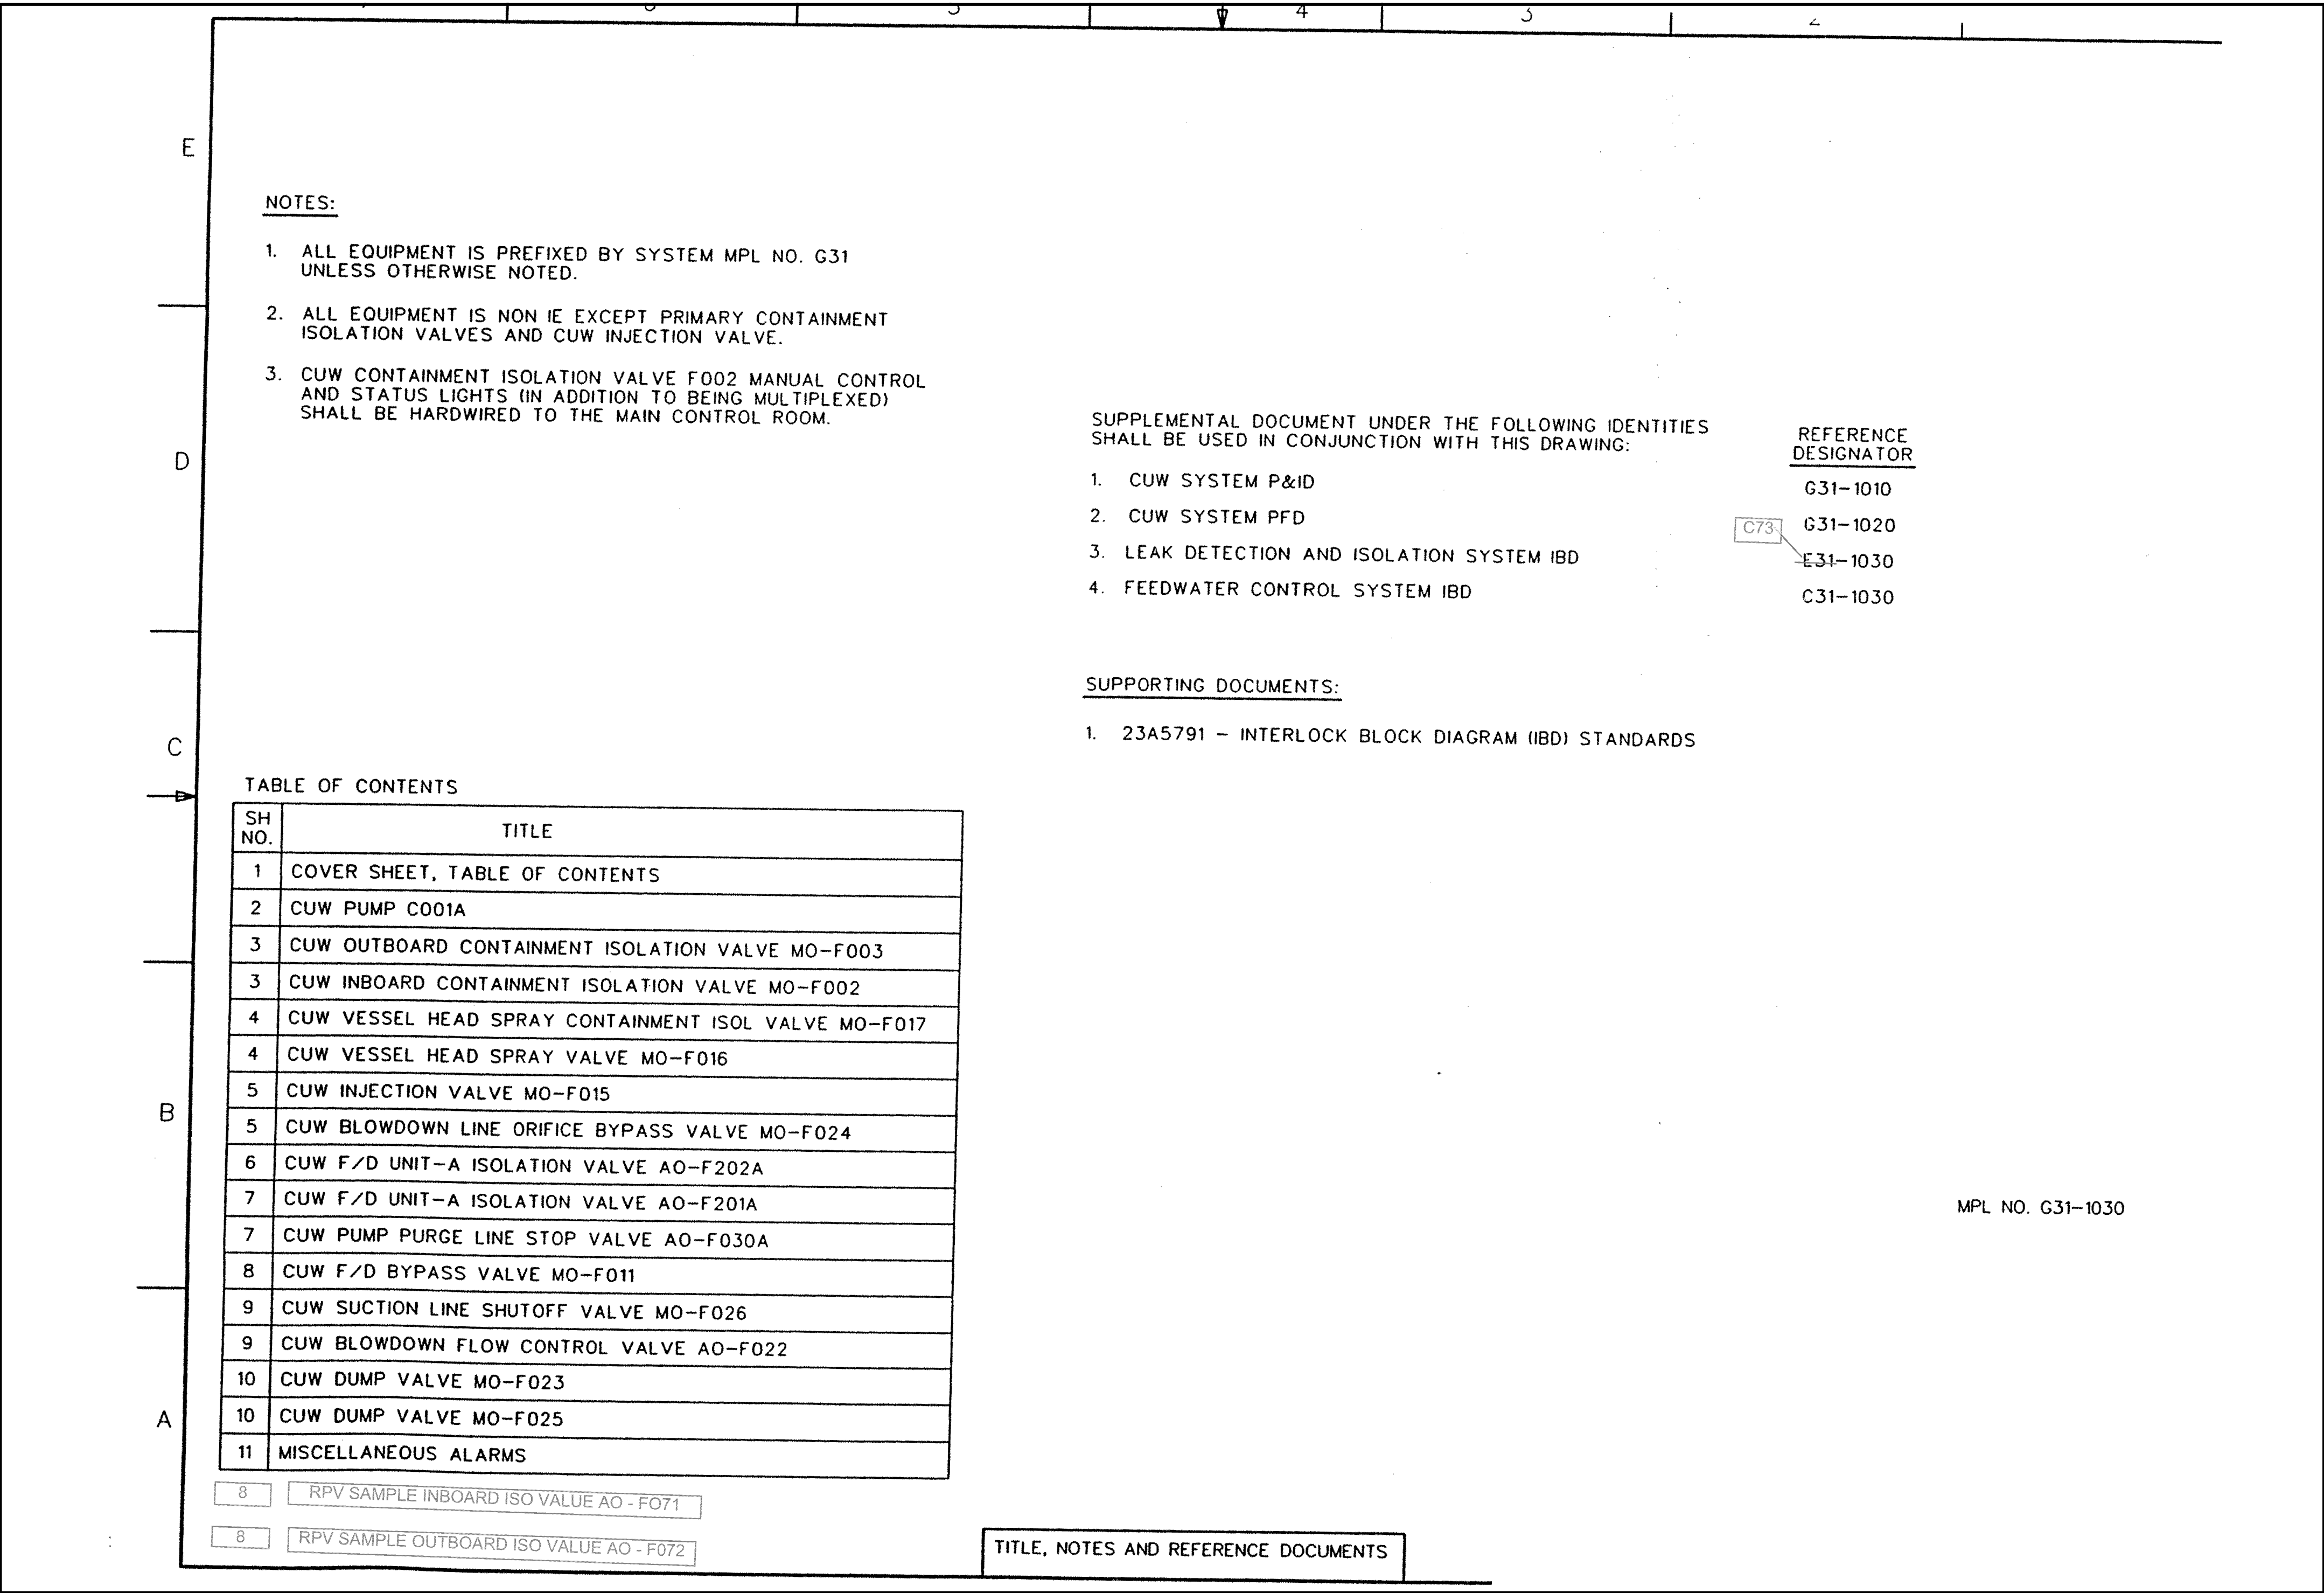 4
3
E
NOTES:
1. ALL EQUIPMENT IS PREFIXED BY SYSTEM MPL NO. G31
UNLESS OTHERWISE NOTED.
2. ALL EQUIPMENT IS NON IE EXCEPT PRIMARY CONTAINMENT
ISOLATION VALVES AND CUW INJECTION VALVE.
3. CUW CONTAINMENT ISOLATION VALVE F002 MANUAL CONTROL
AND STATUS LIGHTS (IN ADDITION TO BEING MULTIPLEXED)
SHALL BE HARDWIRED TO THE MAIN CONTROL ROOM.
D
SUPPLEMENTAL DOCUMENT UNDER THE FOLLOWING IDENTITIES
SHALL BE USED IN CONJUNCTION WITH THIS DRAWING:
REFERENCE
DESIGNATOR
1. CUW SYSTEM P&ID G31-1010
2. CUW SYSTEM PFD G31-1020
C73
3. LEAK DETECTION AND ISOLATION SYSTEM IBD E31-1030
4. FEEDWATER CONTROL SYSTEM IBD C31-1030
SUPPORTING DOCUMENTS:
1. 23A5791 - INTERLOCK BLOCK DIAGRAM (IBD) STANDARDS
C
TABLE OF CONTENTS
SH
NO.
TITLE
1 COVER SHEET, TABLE OF CONTENTS
2 CUW PUMP C001A
3 CUW OUTBOARD CONTAINMENT ISOLATION VALVE MO-F003
3 CUW INBOARD CONTAINMENT ISOLATION VALVE MO-F002
4 CUW VESSEL HEAD SPRAY CONTAINMENT ISOL VALVE MO-F017
4 CUW VESSEL HEAD SPRAY VALVE MO-F016
5 CUW INJECTION VALVE MO-F015
B
5 CUW BLOWDOWN LINE ORIFICE BYPASS VALVE MO-F024
6 CUW F/D UNIT-A ISOLATION VALVE AO-F202A
7 CUW F/D UNIT-A ISOLATION VALVE AO-F201A
7 CUW PUMP PURGE LINE STOP VALVE AO-F030A
8 CUW F/D BYPASS VALVE MO-F011
9 CUW SUCTION LINE SHUTOFF VALVE MO-F026
9 CUW BLOWDOWN FLOW CONTROL VALVE AO-F022
10 CUW DUMP VALVE MO-F023
A
10 CUW DUMP VALVE MO-F025
11 MISCELLANEOUS ALARMS
8 RPV SAMPLE INBOARD ISO VALUE AO - FO71
8 RPV SAMPLE OUTBOARD ISO VALUE AO - F072
MPL NO. G31-1030
TITLE, NOTES AND REFERENCE DOCUMENTS